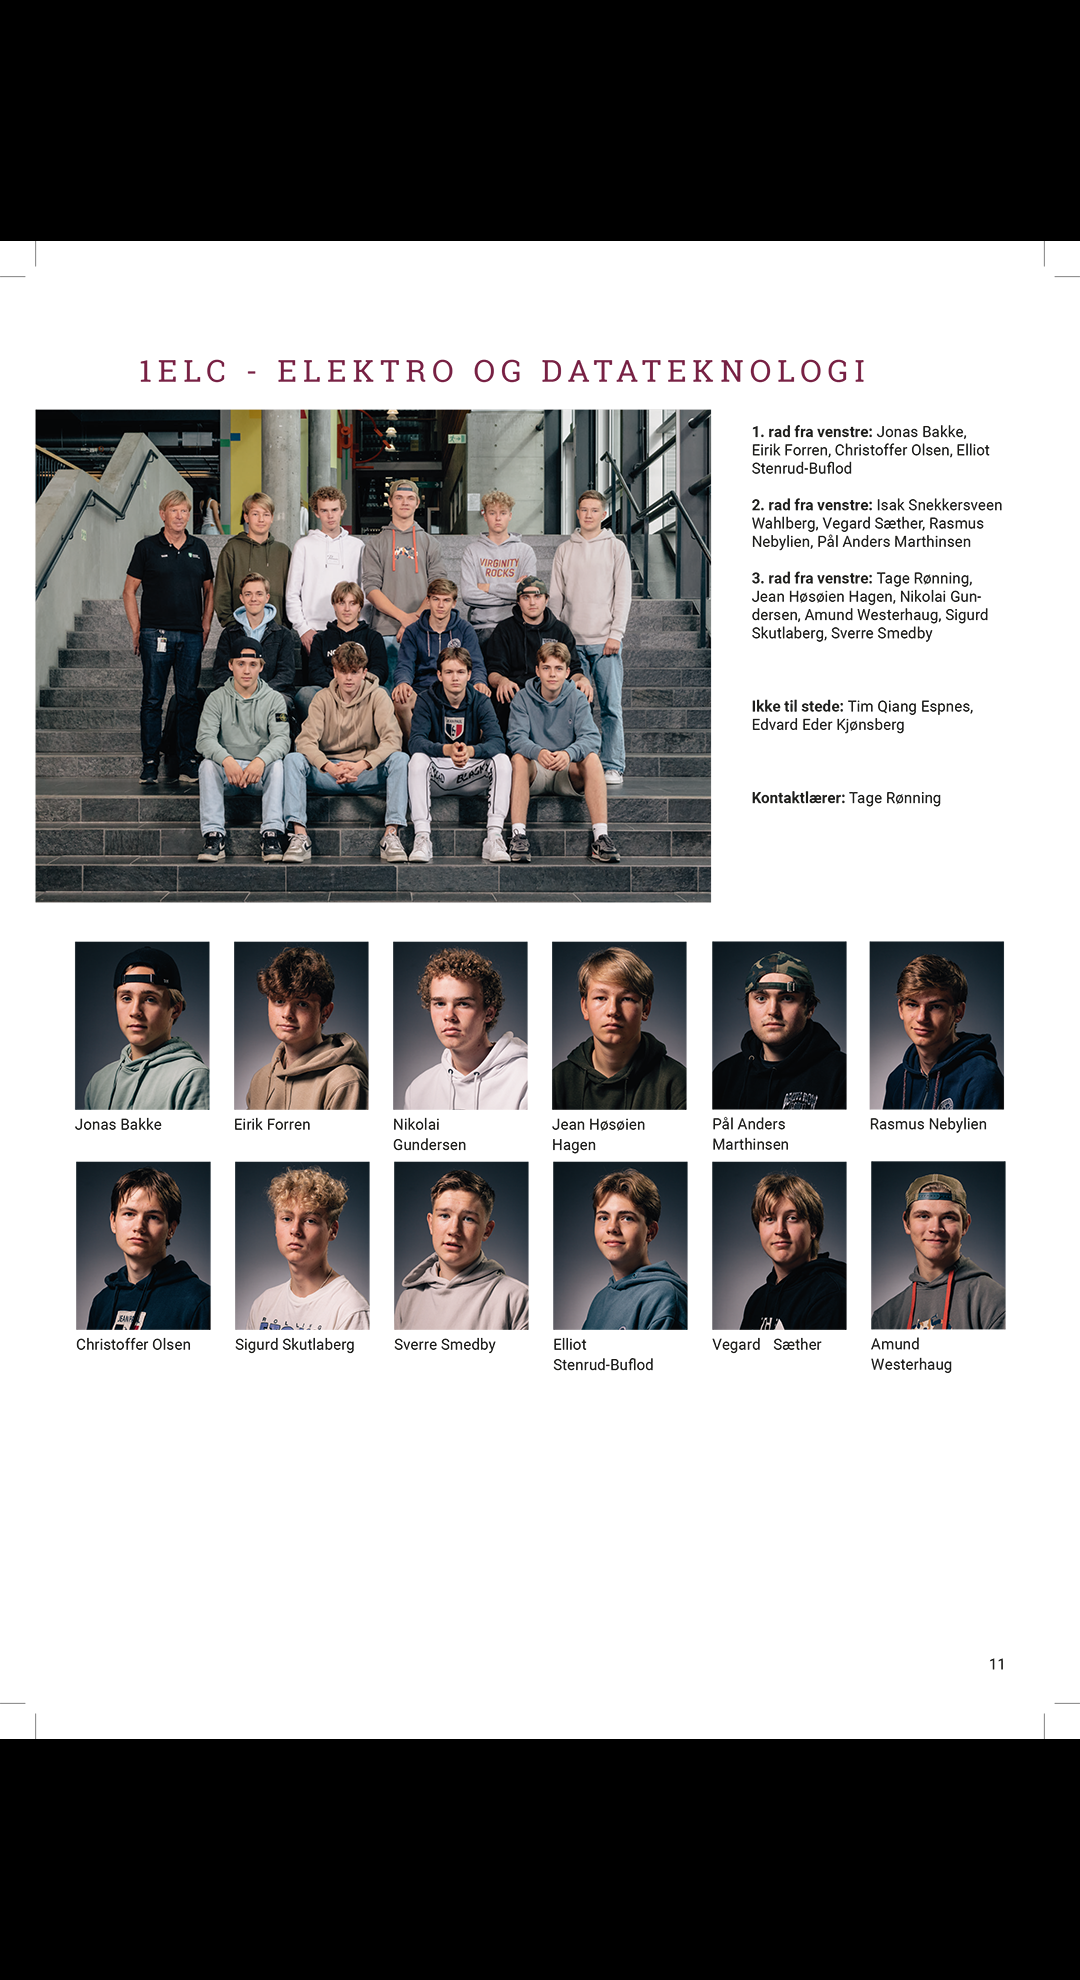 1ELC - ELEKTRO OG DATATEKNOLOGI
1. rad fra venstre: Jonas Bakke,
Eirik Forren, Christoffer Olsen, Elliot
Stenrud-Buflod
2. rad fra venstre: Isak Snekkersveen
Wahlberg, Vegard Sæther, Rasmus
Nebylien, Pål Anders Marthinsen
3. rad fra venstre: Tage Rønning,
Jean Høsøien Hagen, Nikolai Gun-
dersen, Amund Westerhaug, Sigurd
Skutlaberg, Sverre Smedby
Ikke til stede: Tim Qiang Espnes,
Edvard Eder Kjønsberg
Kontaktlærer: Tage Rønning
VIRGINITY
ROCKS
Jonas Bakke
Eirik Forren
Nikolai
Gundersen
Jean Høsøien
Hagen
Pål Anders
Marthinsen
Rasmus Nebylien
Christoffer Olsen
Sigurd Skutlaberg
Sverre Smedby
Elliot
Stenrud-Buflod
Vegard   Sæther
Amund
Westerhaug
11